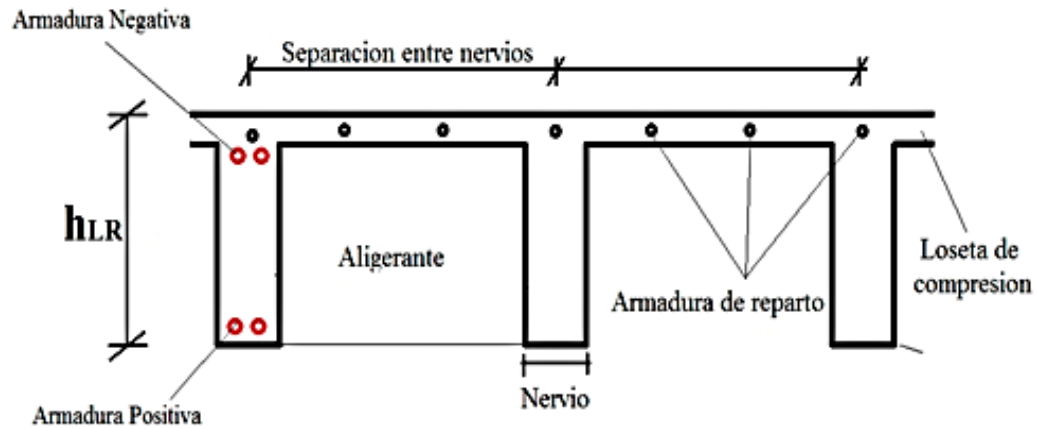 Armadura Negativa
Separacion entre nervios
hLR
Aligerante
Loseta de
compresion
Armadura de reparto
Nervio
Armadura Positiva